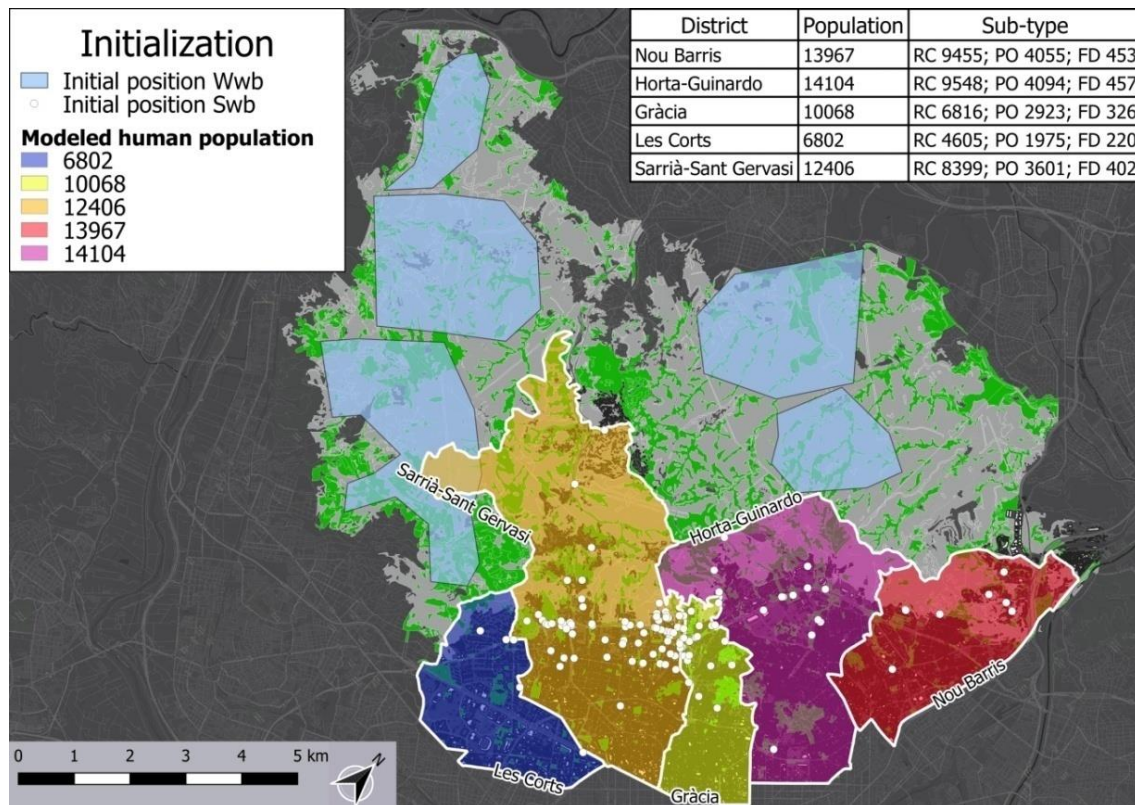 Initialization
Initial position Wwb
Initial position Swb
Modeled human population
6802
10068
12406
13967
14104
District Population Sub-type
Nou Barris 13967 RC 9455; PO 4055; FD 453
Horta-Guinardo 14104 RC 9548; PO 4094; FD 457
Gràcia 10068 RC 6816; PO 2923; FD 326
Les Corts 6802 RC 4605; PO 1975; FD 220
Sarrià-Sant Gervasi 12406 RC 8399; PO 3601; FD 402
Sarrià-Sant Gervasi
Horta-Guinardo
Nou-Barris
Les Corts
Gràcia
0 1 2 3 4 5 km
N